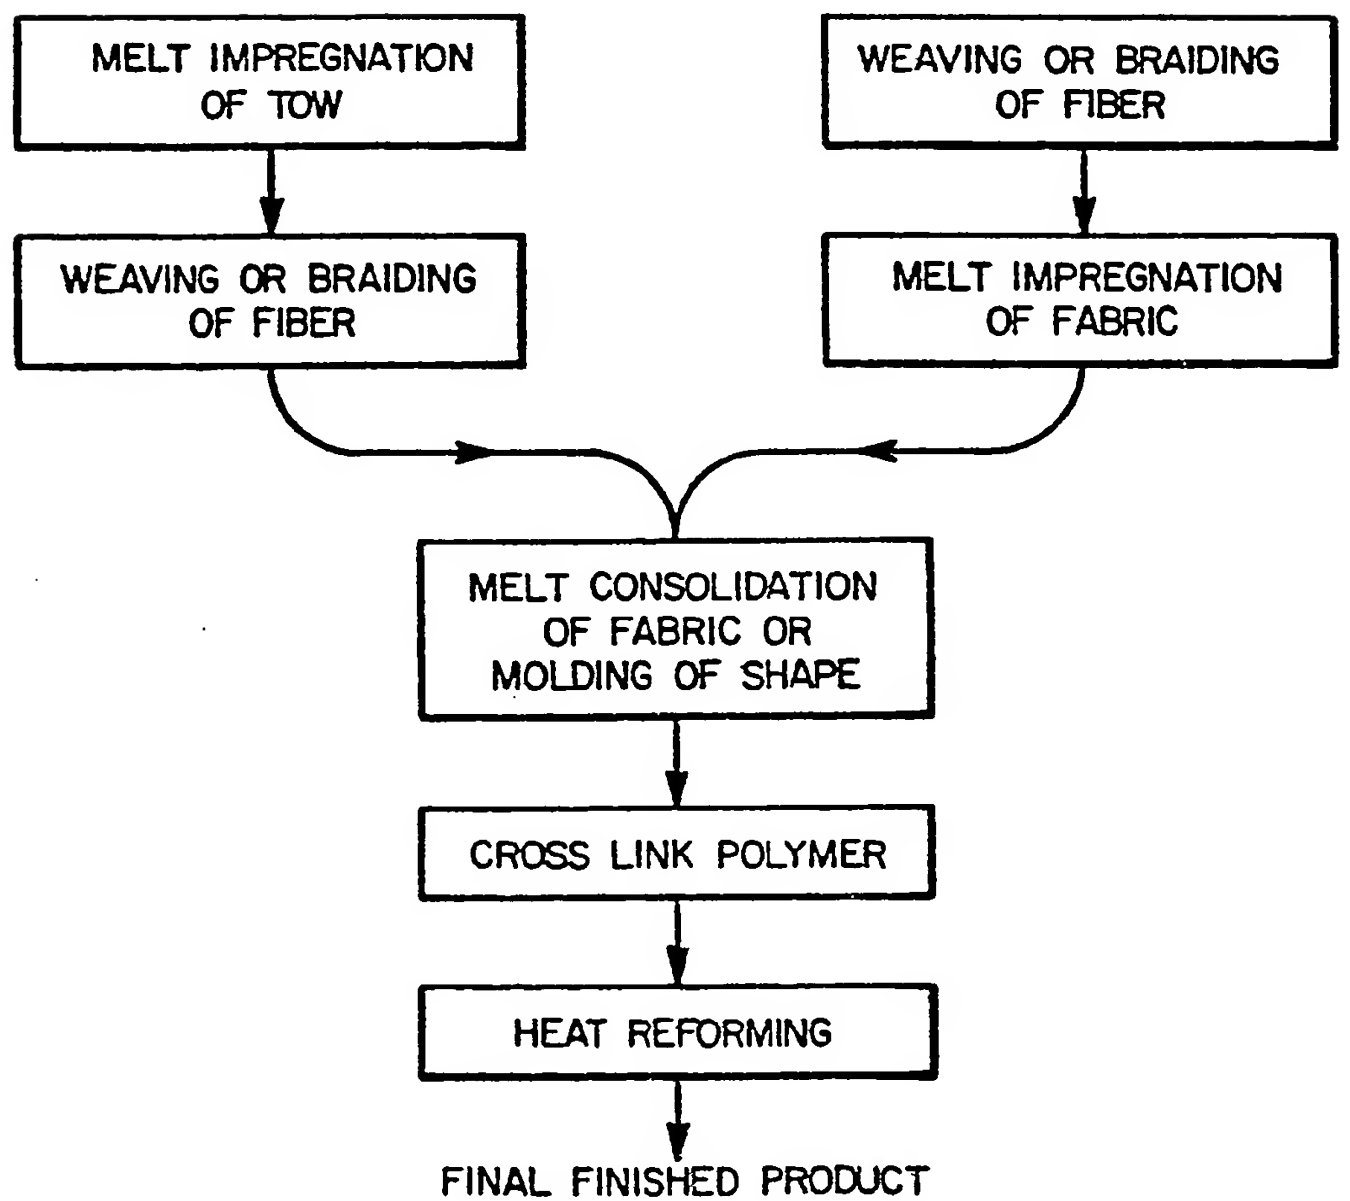 MELT IMPREGNATION
OF TOW
WEAVING OR BRAIDING
OF FIBER
WEAVING OR BRAIDING
OF FIBER
MELT IMPREGNATION
OF FABRIC
MELT CONSOLIDATION
OF FABRIC OR
MOLDING OF SHAPE
CROSS LINK POLYMER
HEAT REFORMING
FINAL FINISHED PRODUCT